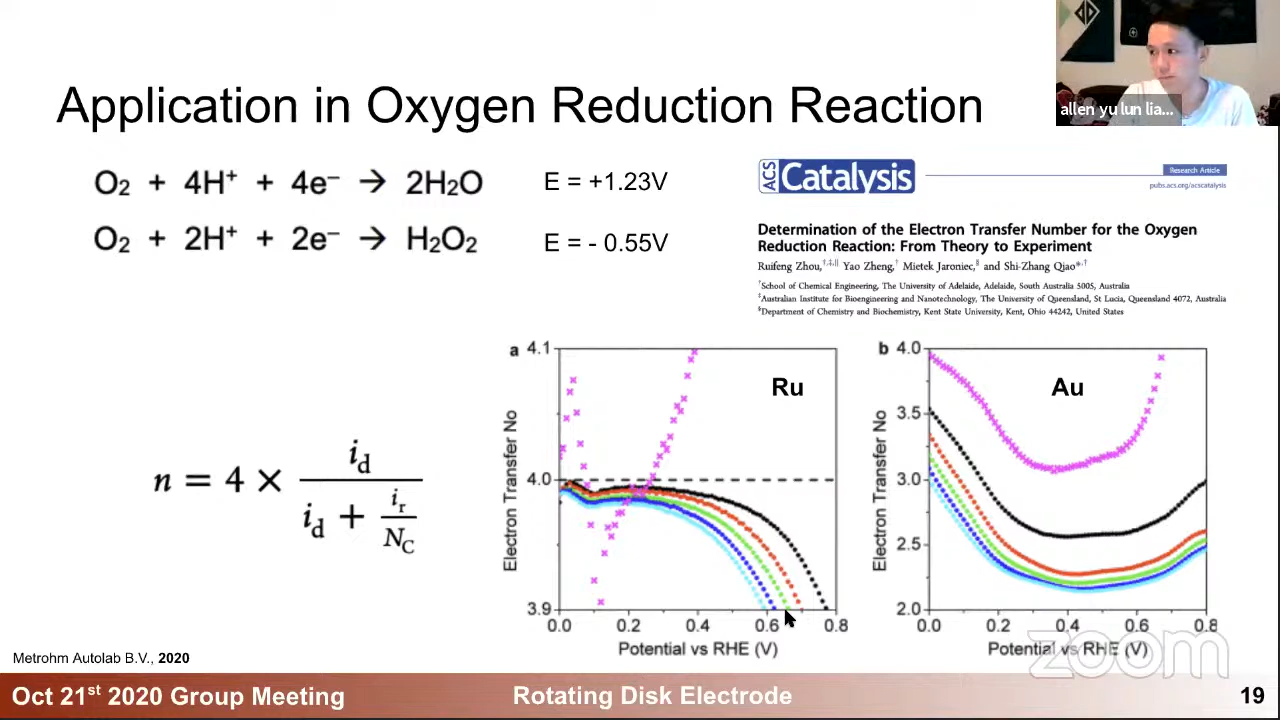 allen yu lun lia...
Application in Oxygen Reduction Reaction
O₂ + 4H⁺ + 4e⁻ → 2H₂O E = +1.23V
O₂ + 2H⁺ + 2e⁻ → H₂O₂ E = - 0.55V
ACS Catalysis
Research Article
pubs.acs.org/acscatalysis
Determination of the Electron Transfer Number for the Oxygen
Reduction Reaction: From Theory to Experiment
Ruifeng Zhou,†,‡,|| Yao Zheng,† Mietek Jaroniec,§ and Shi-Zhang Qiao*,†
†School of Chemical Engineering, The University of Adelaide, Adelaide, South Australia 5005, Australia
‡Australian Institute for Bioengineering and Nanotechnology, The University of Queensland, St Lucia, Queensland 4072, Australia
§Department of Chemistry and Biochemistry, Kent State University, Kent, Ohio 44242, United States
n = 4 × i_d / (i_d + i_r / N_C)
a
4.1
4.0
3.9
Electron Transfer No
Ru
0.0 0.2 0.4 0.6 0.8
Potential vs RHE (V)
b
4.0
3.5
3.0
2.5
2.0
Electron Transfer No
Au
0.0 0.2 0.4 0.6 0.8
Potential vs RHE (V)
zoom
Metrohm Autolab B.V., 2020
Oct 21st 2020 Group Meeting
Rotating Disk Electrode
19